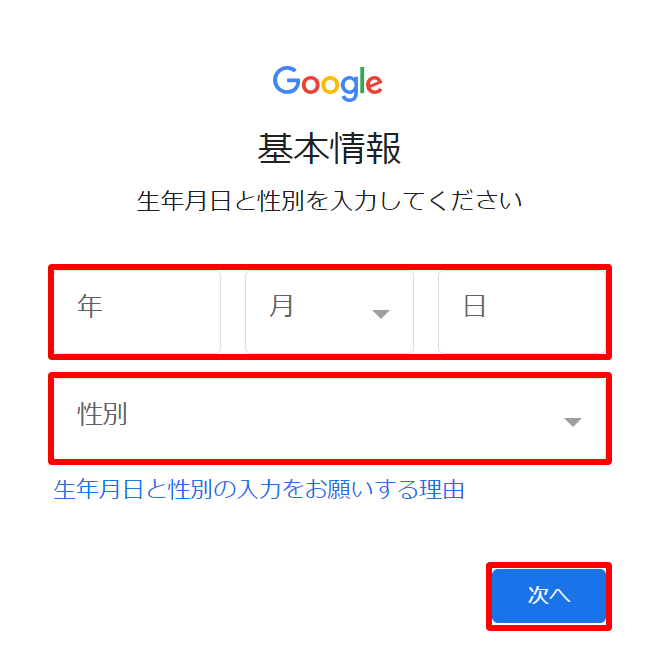 Google
基本情報
生年月日と性別を入力してください
年 月 日
性別
生年月日と性別の入力をお願いする理由
次へ